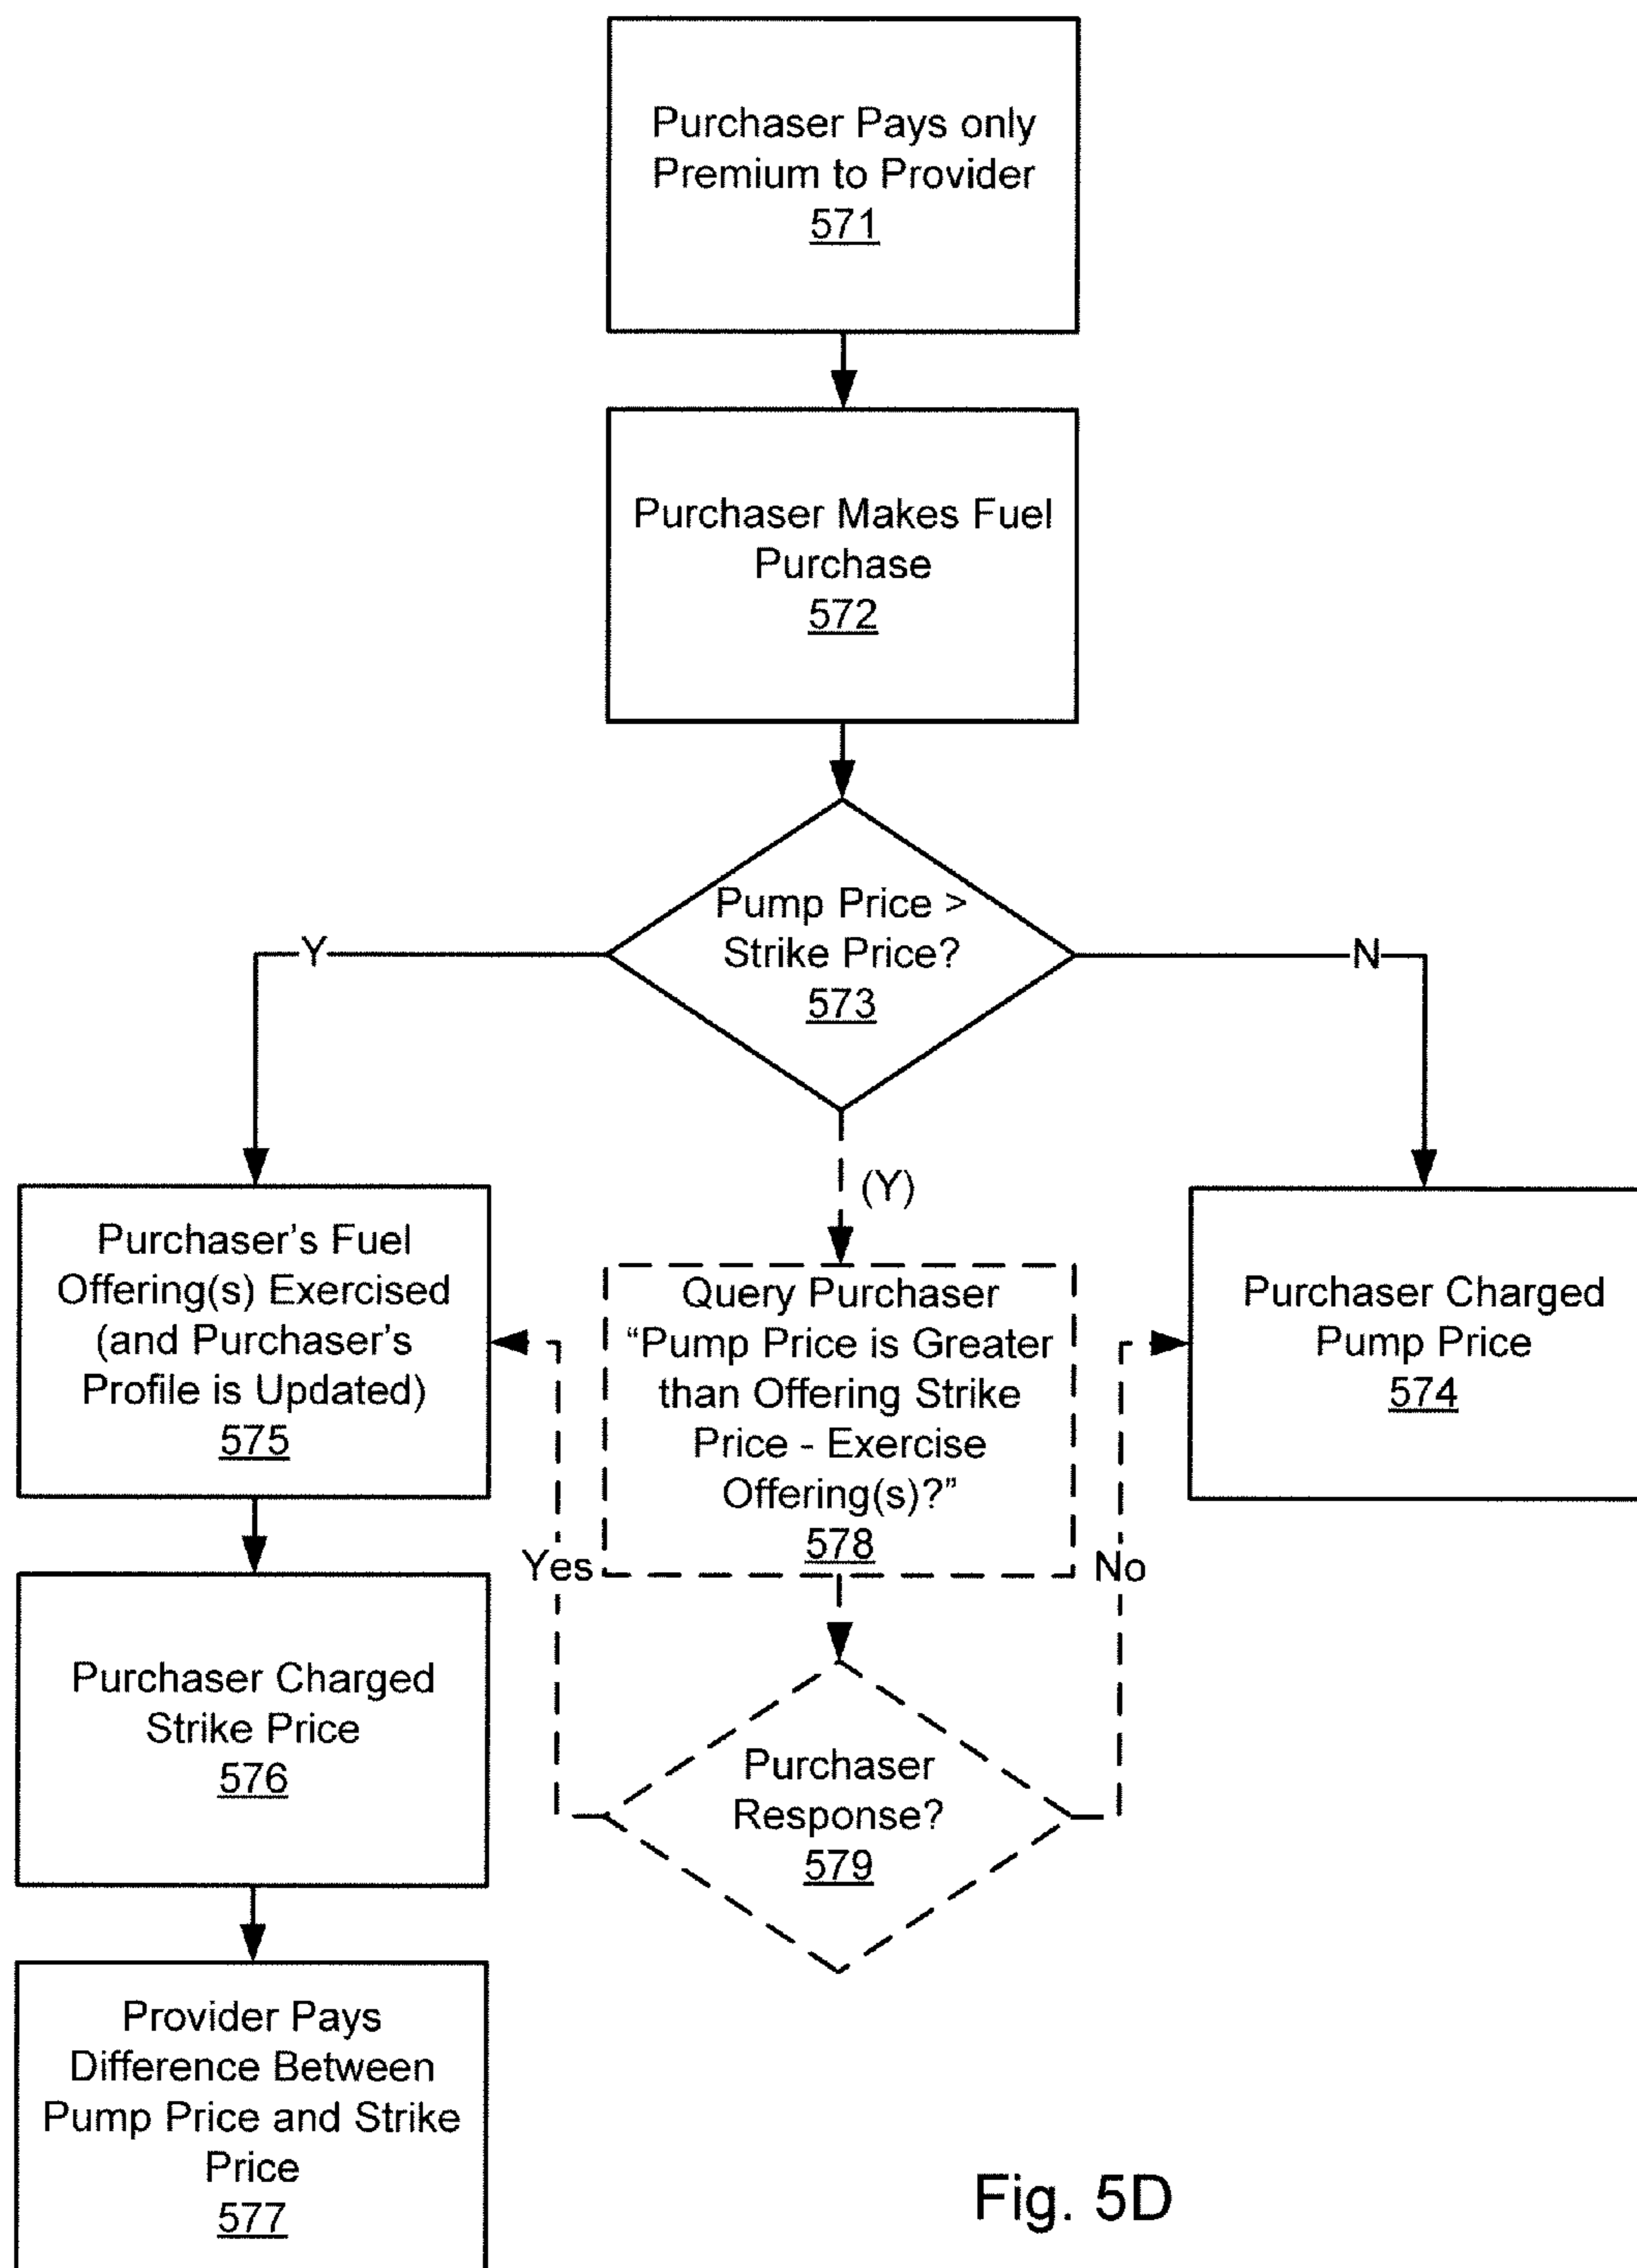 Purchaser Pays only
Premium to Provider
571
Purchaser Makes Fuel
Purchase
572
Pump Price >
Strike Price?
573
Y
N
(Y)
Purchaser's Fuel
Offering(s) Exercised
(and Purchaser's
Profile is Updated)
575
Query Purchaser
“Pump Price is Greater
than Offering Strike
Price - Exercise
Offering(s)?”
578
Purchaser Charged
Pump Price
574
Yes
No
Purchaser Charged
Strike Price
576
Purchaser
Response?
579
Provider Pays
Difference Between
Pump Price and Strike
Price
577
Fig. 5D